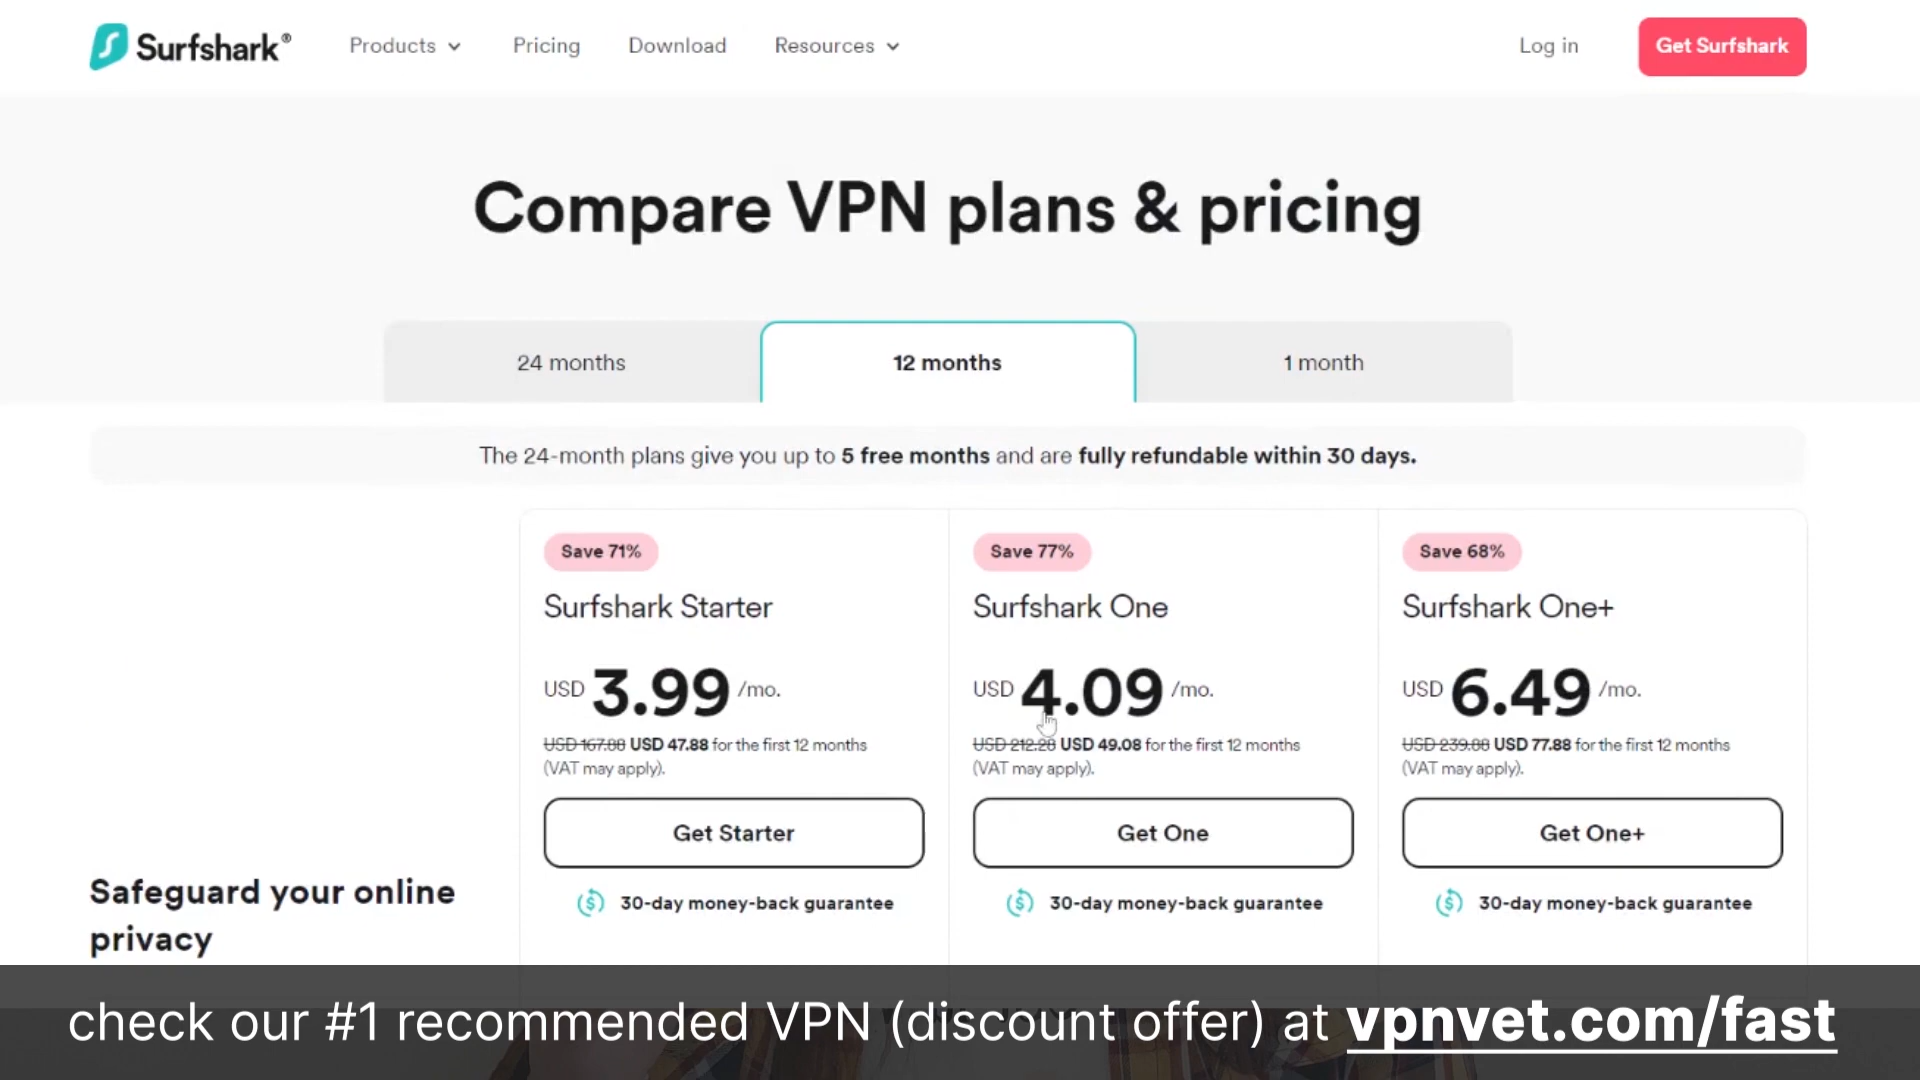 Surfshark®
Products
Pricing
Download
Resources
Log in
Get Surfshark
Compare VPN plans & pricing
24 months
12 months
1 month
The 24-month plans give you up to 5 free months and are fully refundable within 30 days.
Save 71%
Surfshark Starter
USD 3.99 /mo.
USD 167.88 USD 47.88 for the first 12 months
(VAT may apply).
Get Starter
30-day money-back guarantee
Save 77%
Surfshark One
USD 4.09 /mo.
USD 212.28 USD 49.08 for the first 12 months
(VAT may apply).
Get One
30-day money-back guarantee
Save 68%
Surfshark One+
USD 6.49 /mo.
USD 239.88 USD 77.88 for the first 12 months
(VAT may apply).
Get One+
30-day money-back guarantee
Safeguard your online
privacy
check our #1 recommended VPN (discount offer) at vpnvet.com/fast